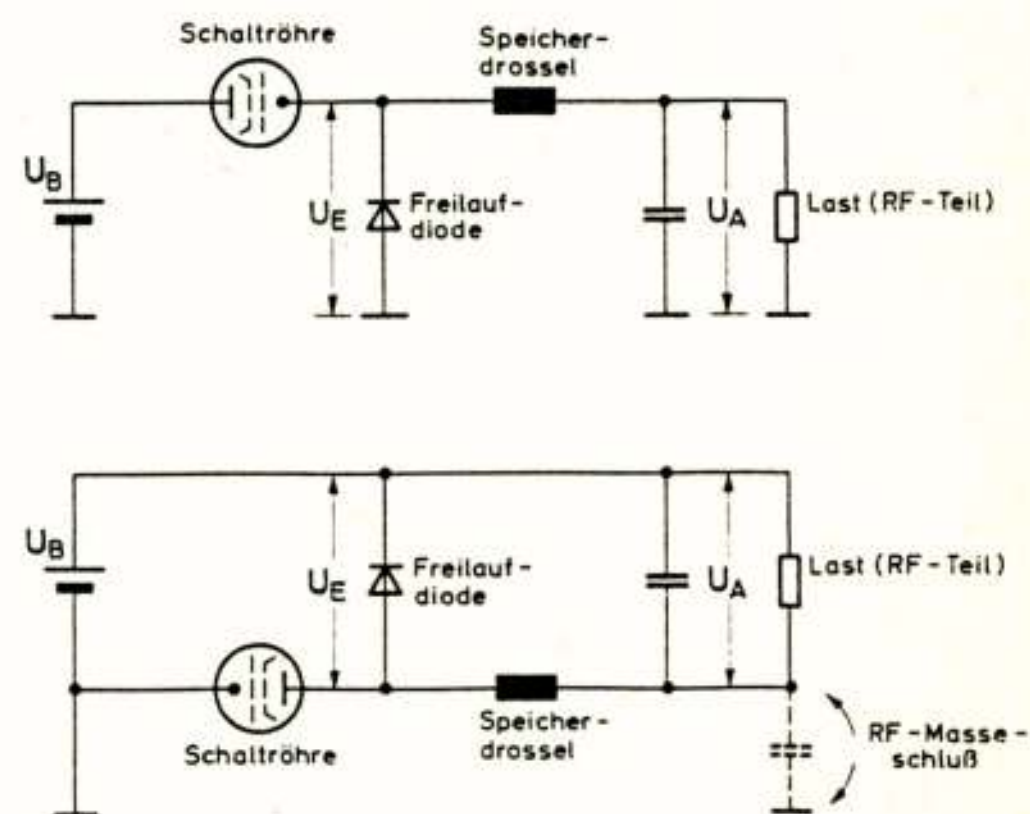 Schaltröhre
Speicher-
drossel
U_B
U_E
Freilauf-
diode
U_A
Last (RF-Teil)
U_B
U_E
Freilauf-
diode
U_A
Last (RF-Teil)
Schaltröhre
Speicher-
drossel
RF-Masse-
schluß